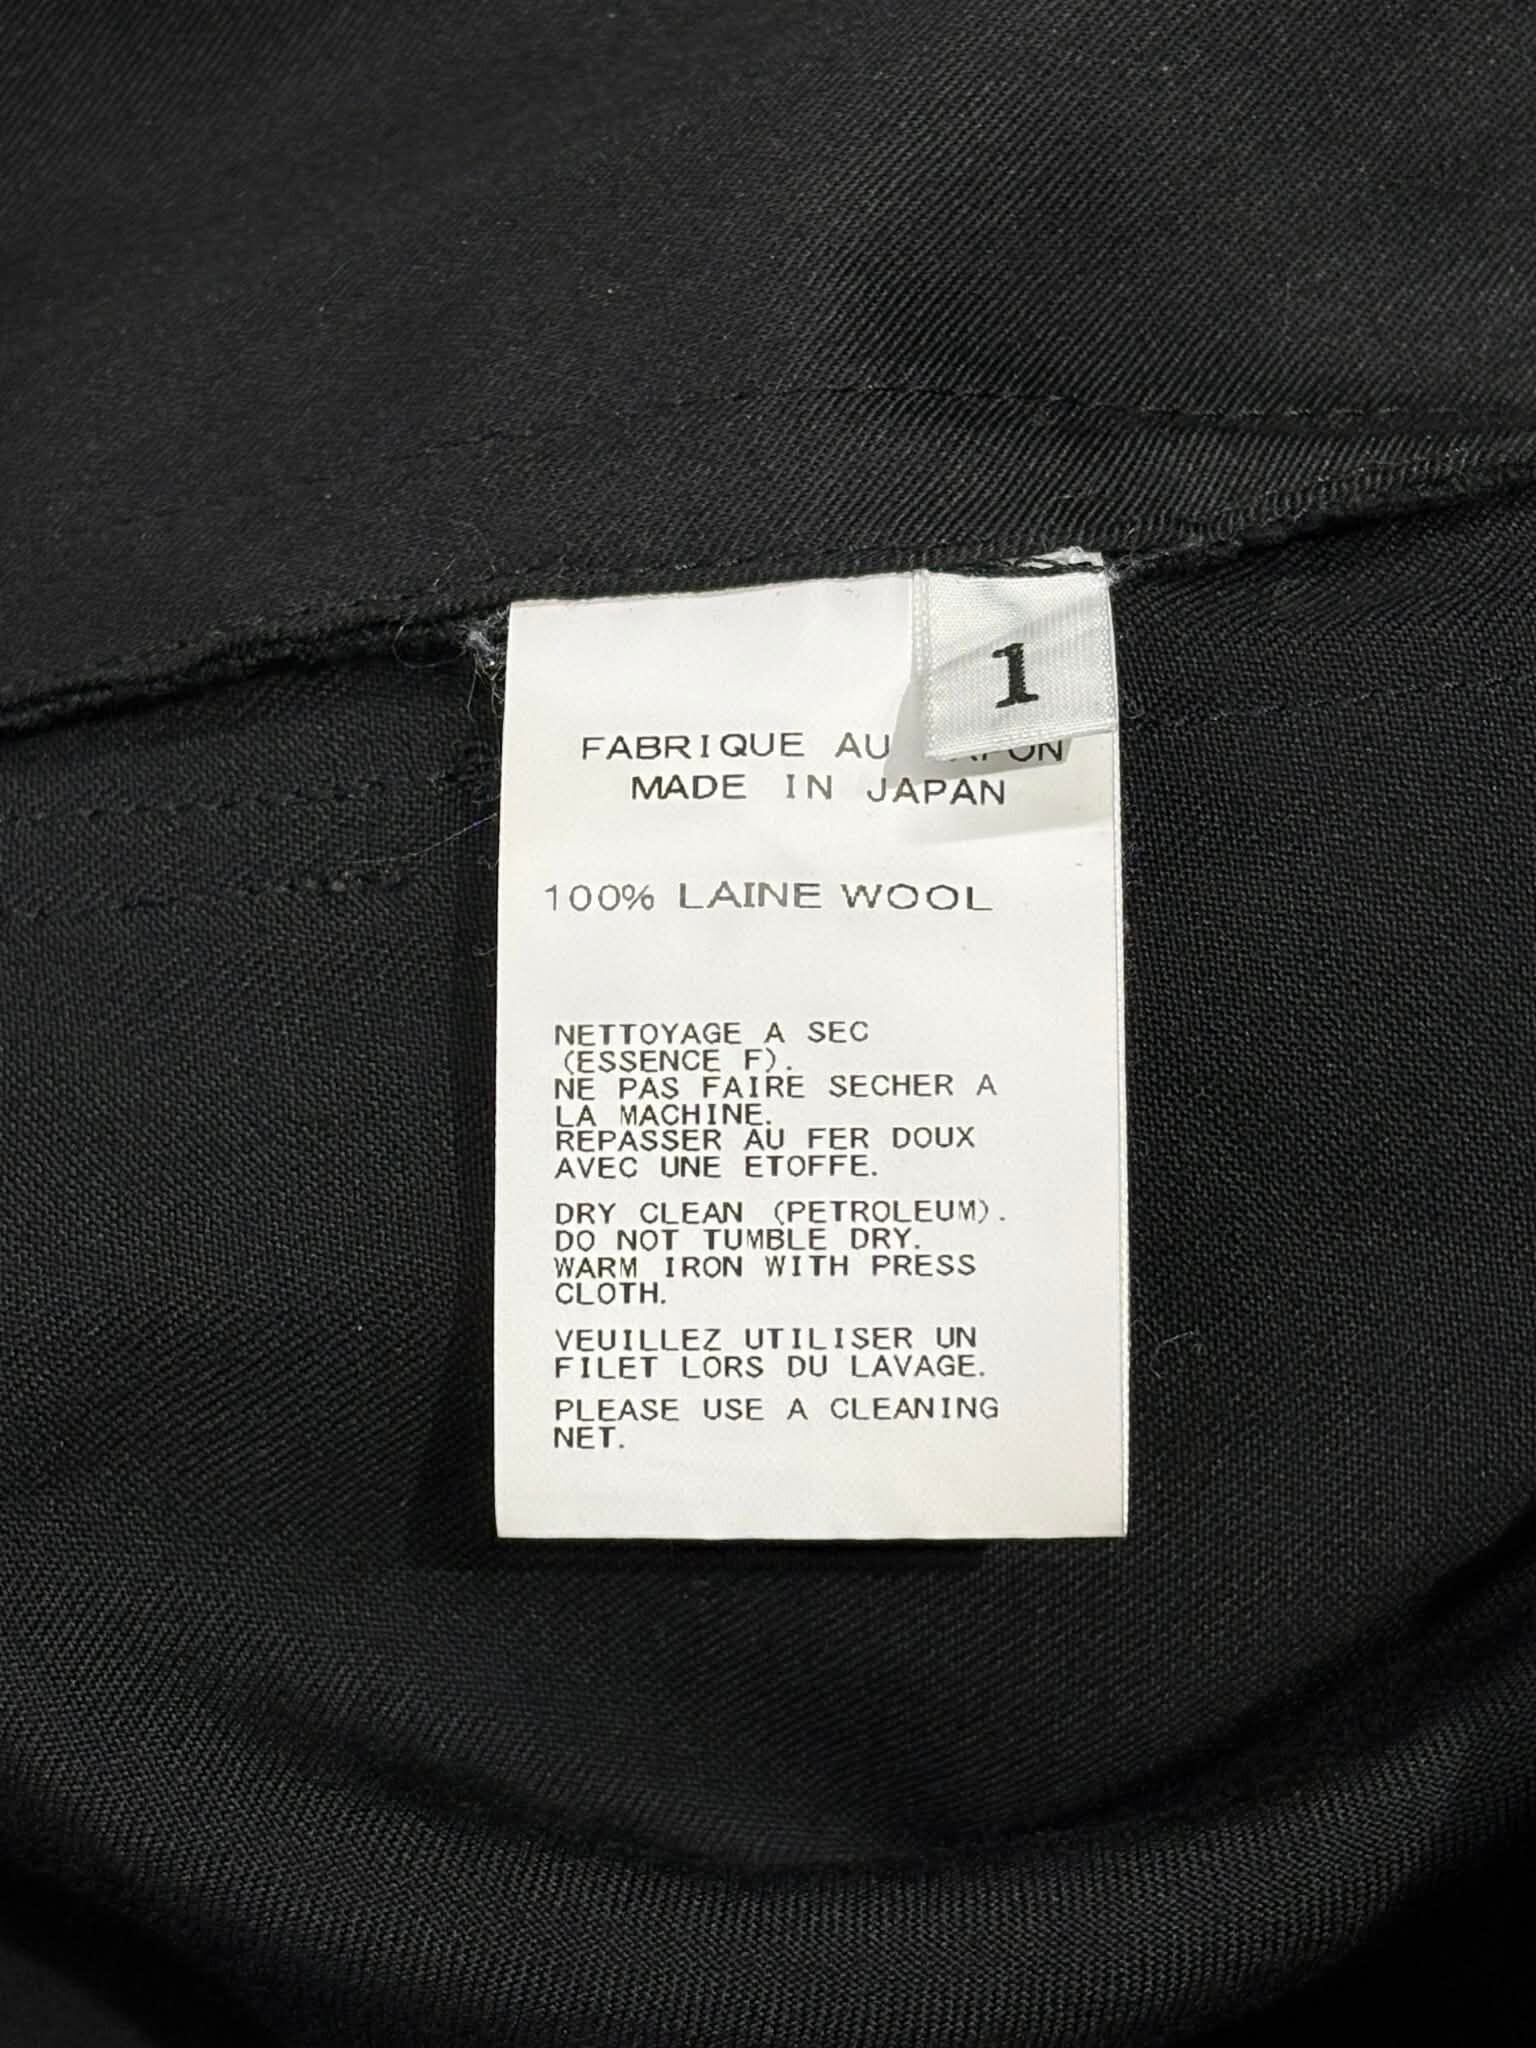 1
FABRIQUE AU
MADE IN JAPAN
100% LAINE WOOL
NETTOYAGE A SEC
(ESSENCE F).
NE PAS FAIRE SECHER A
LA MACHINE.
REPASSER AU FER DOUX
AVEC UNE ETOFFE.
DRY CLEAN (PETROLEUM).
DO NOT TUMBLE DRY.
WARM IRON WITH PRESS
CLOTH.
VEUILLEZ UTILISER UN
FILET LORS DU LAVAGE.
PLEASE USE A CLEANING
NET.